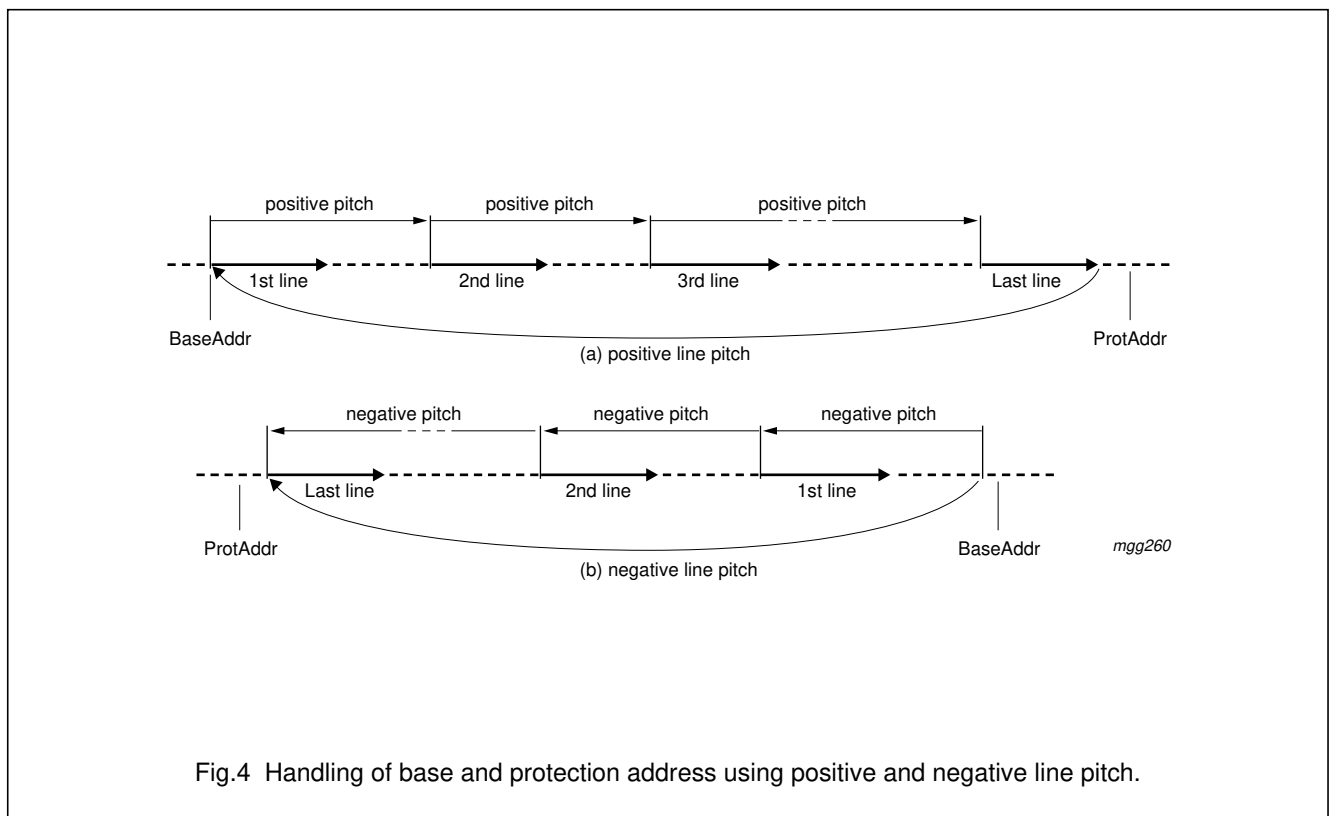 positive pitch positive pitch positive pitch
1st line 2nd line 3rd line Last line
BaseAddr ProtAddr
(a) positive line pitch
negative pitch negative pitch negative pitch
Last line 2nd line 1st line
ProtAddr BaseAddr mgg260
(b) negative line pitch
Fig.4 Handling of base and protection address using positive and negative line pitch.